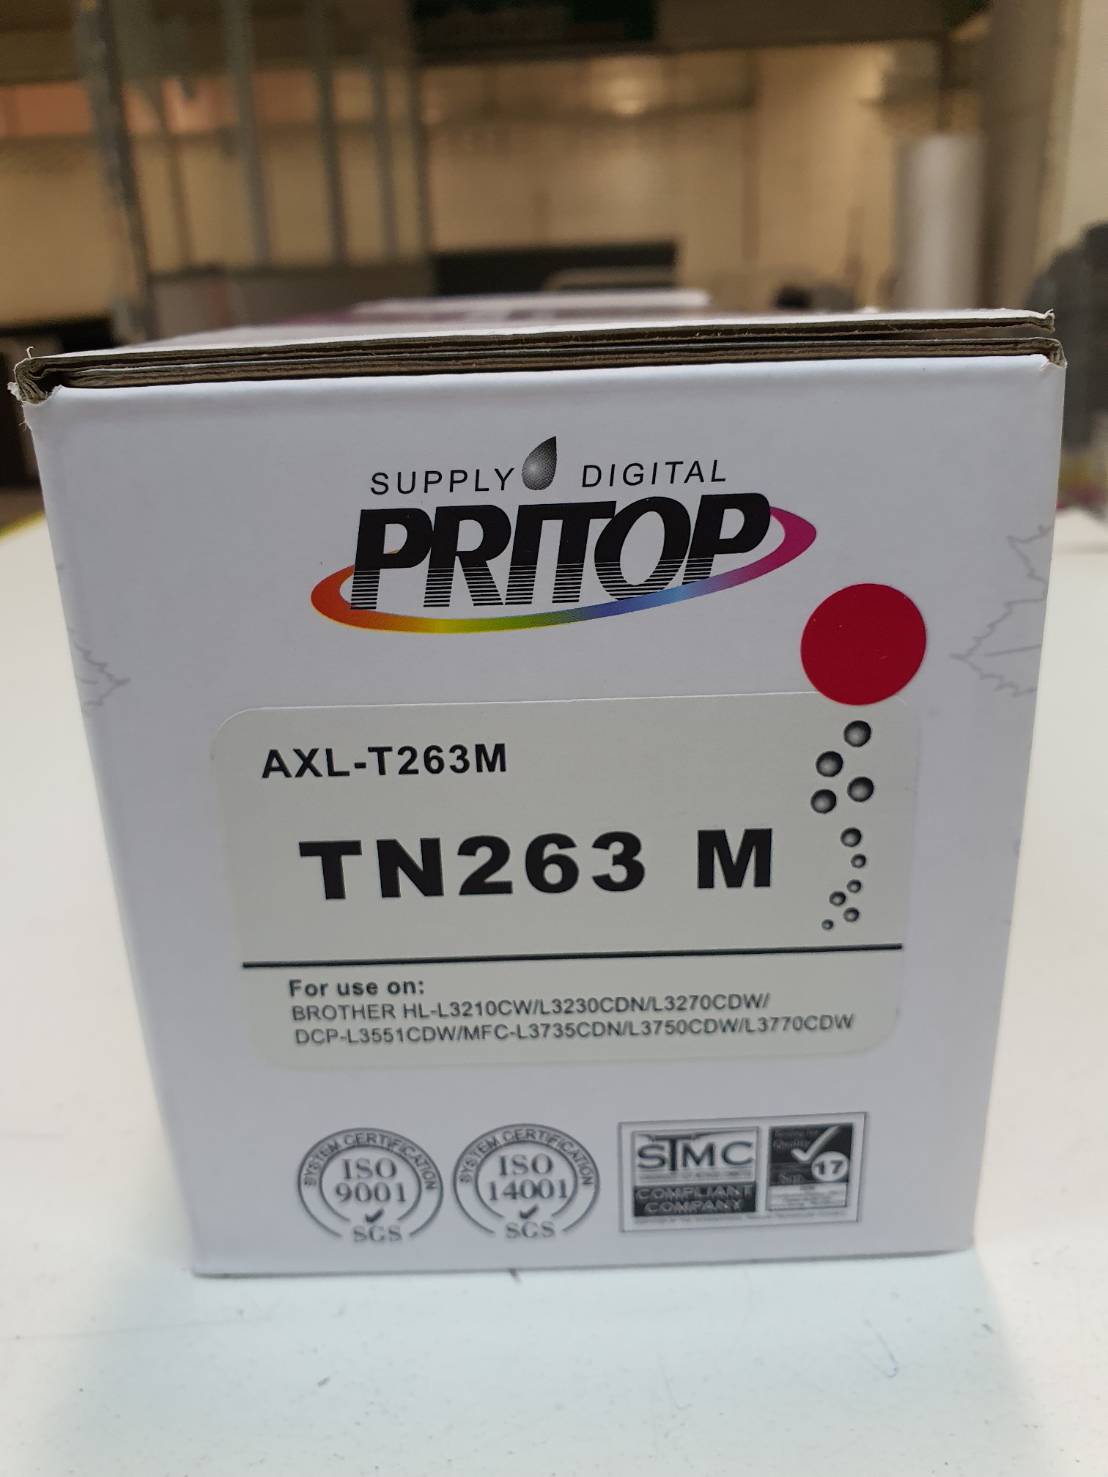 SUPPLY DIGITAL
PRITOP
AXL-T263M
TN263 M
For use on:
BROTHER HL-L3210CW/L3230CDN/L3270CDW/
DCP-L3551CDW/MFC-L3735CDN/L3750CDW/L3770CDW
SYSTEM CERTIFICATION
ISO
9001
SGS
SYSTEM CERTIFICATION
ISO
14001
SGS
STMC
COMPLIANT
COMPANY
17